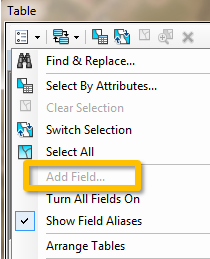 Table
Find & Replace...
Select By Attributes...
Clear Selection
Switch Selection
Select All
Add Field...
Turn All Fields On
Show Field Aliases
Arrange Tables